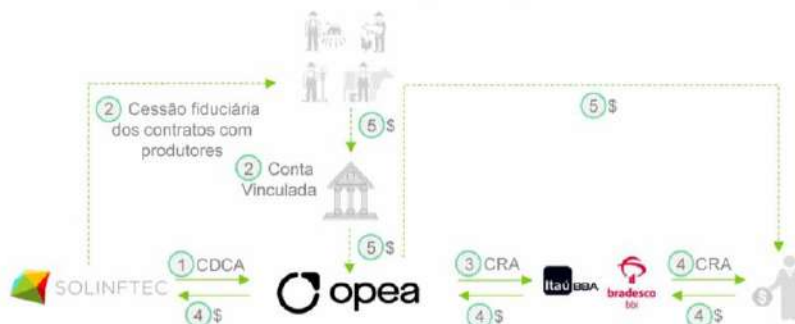 2 Cessão fiduciária
dos contratos com
produtores
5 $
5 $
2 Conta
Vinculada
5 $
1 CDCA
3 CRA
4 CRA
SOLINFTEC
opea
Itaú BBA
bradesco
bbi
$
4 $
4 $
4 $